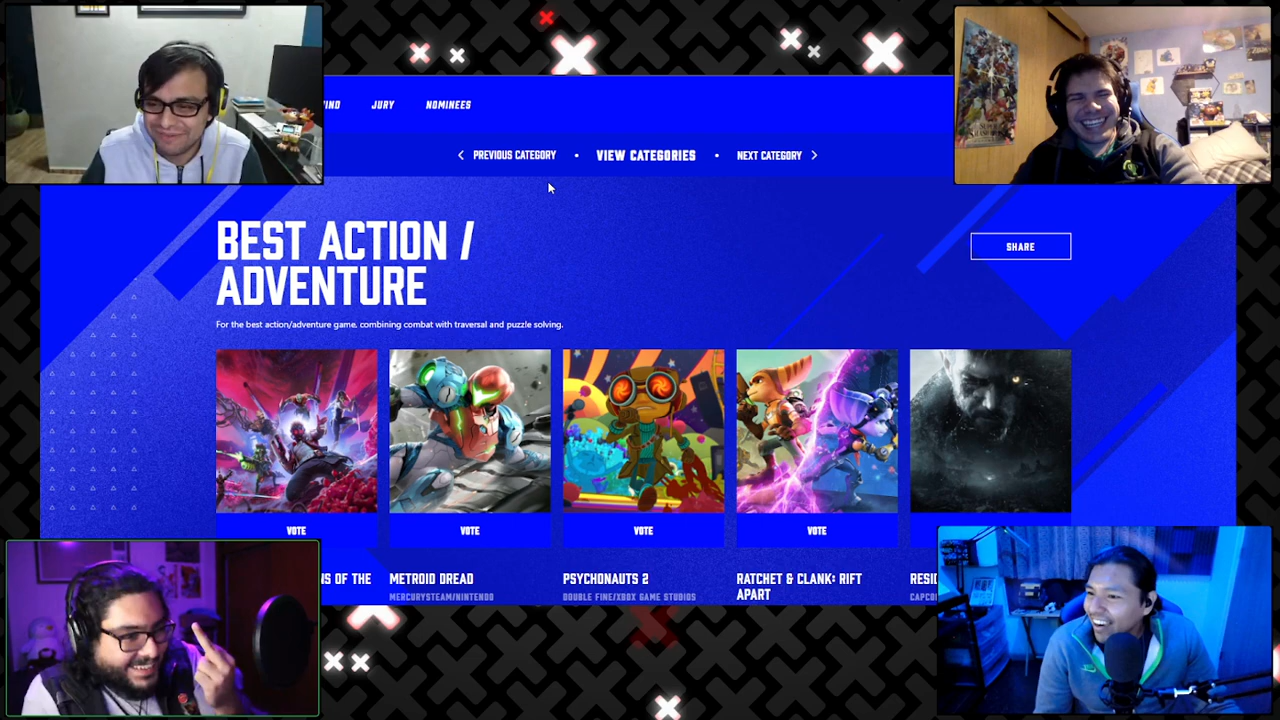 JURY
NOMINEES
PREVIOUS CATEGORY
VIEW CATEGORIES
NEXT CATEGORY
BEST ACTION /
ADVENTURE
SHARE
For the best action/adventure game, combining combat with traversal and puzzle solving.
VOTE
VOTE
VOTE
VOTE
OF THE
METROID DREAD
PSYCHONAUTS 2
RATCHET & CLANK: RIFT
APART
MERCURYSTEAM/NINTENDO
DOUBLE FINE/XBOX GAME STUDIOS